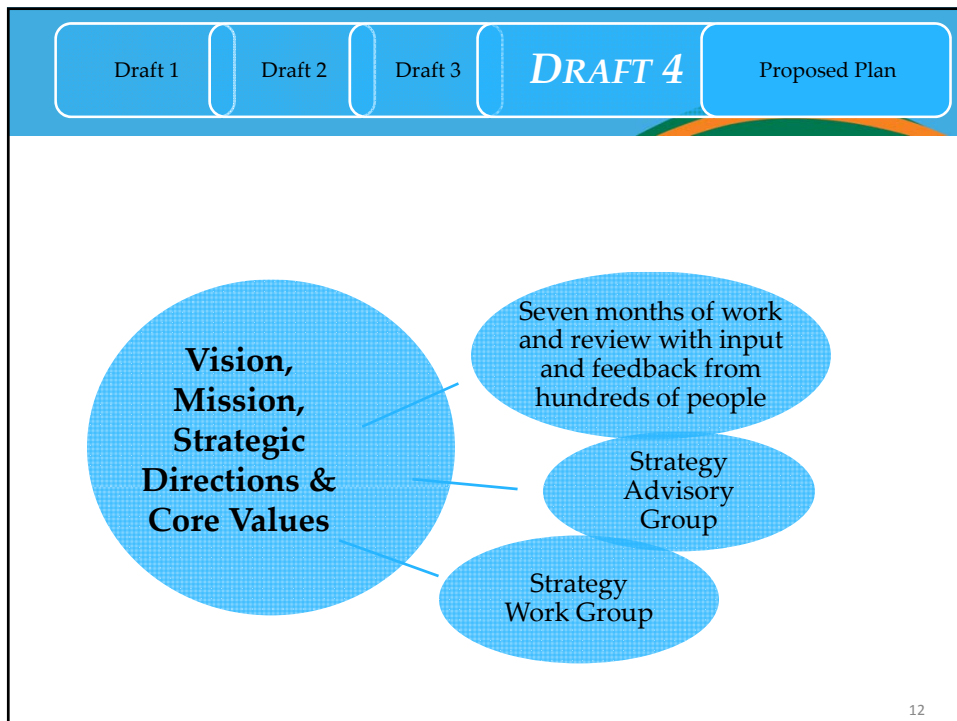 Draft 1 Draft 2 Draft 3 DRAFT 4 Proposed Plan
Vision,
Mission,
Strategic
Directions &
Core Values
Seven months of work
and review with input
and feedback from
hundreds of people
Strategy
Advisory
Group
Strategy
Work Group
12